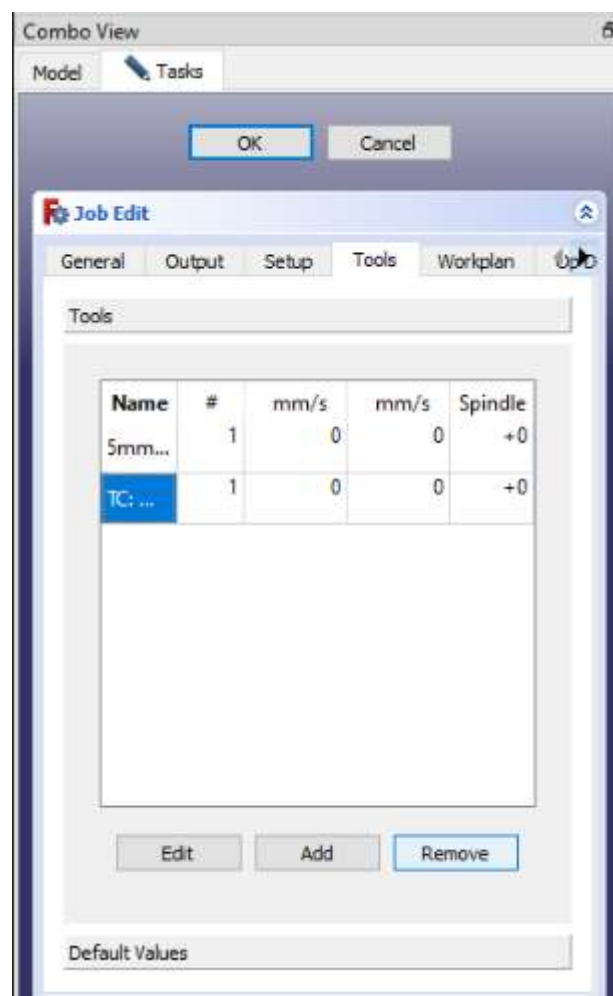 Combo View
Model Tasks
OK Cancel
Job Edit
General Output Setup Tools Workplan
Tools
Name # mm/s mm/s Spindle
5mm... 1 0 0 +0
TC: ... 1 0 0 +0
Edit Add Remove
Default Values